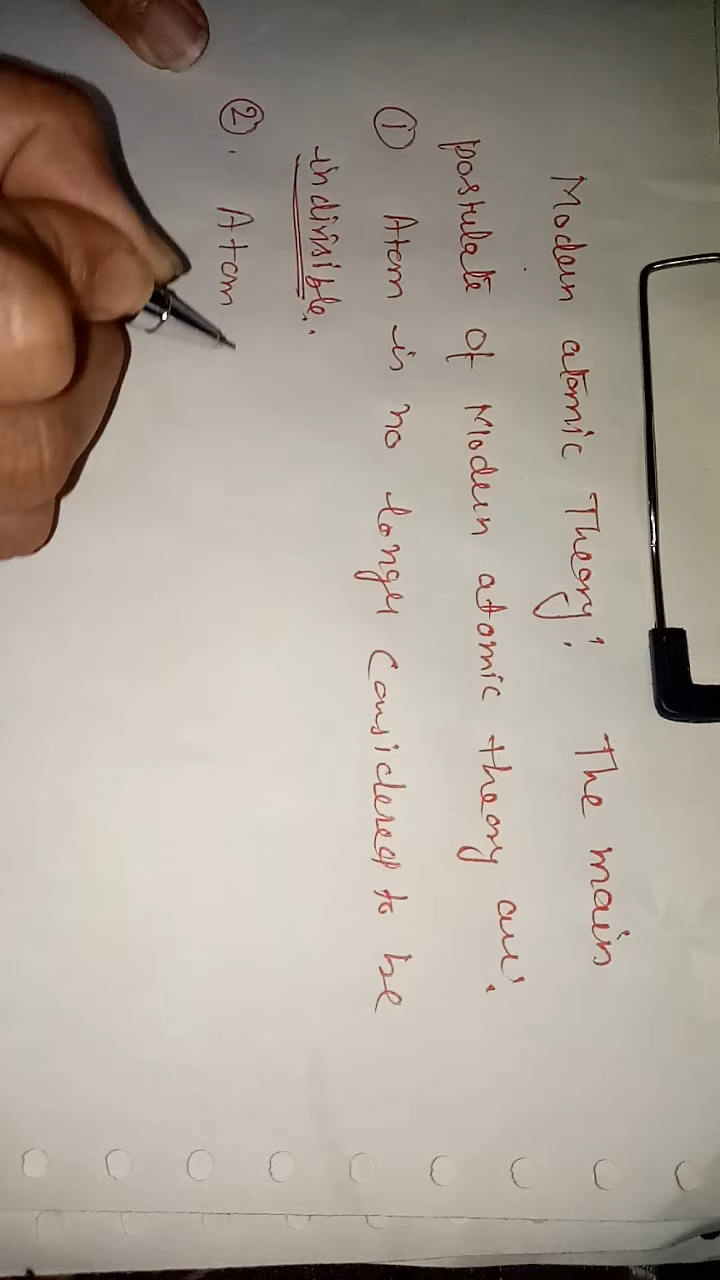 Modern atomic Theory: The main
postulate of Modern atomic theory are:
① Atom is no longer Considered to be
indivisible.
②. Atom